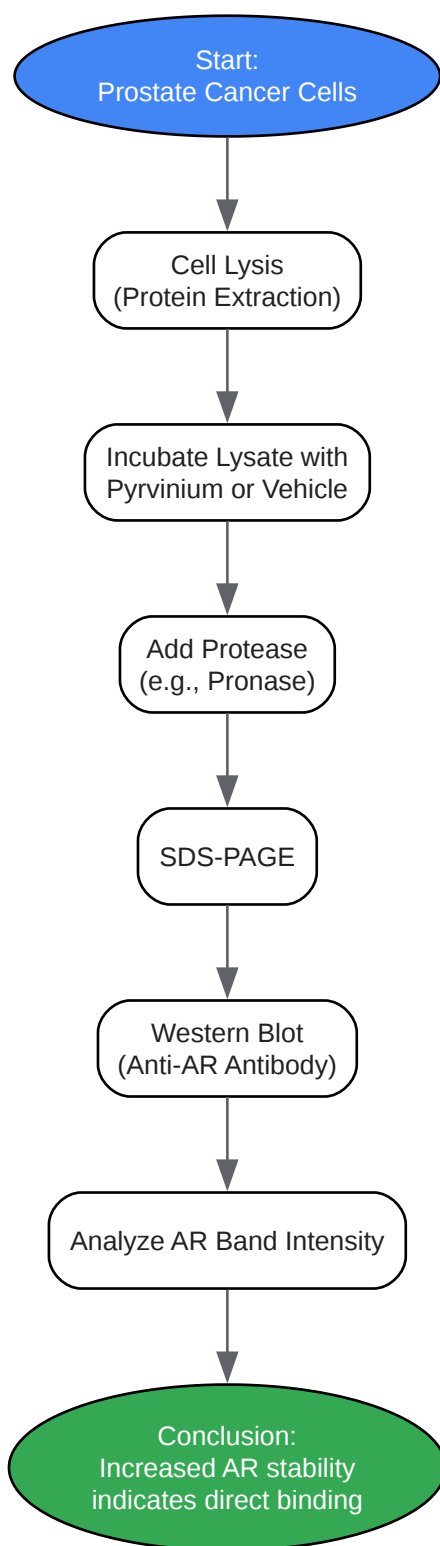 Start:
Prostate Cancer Cells
Cell Lysis
(Protein Extraction)
Incubate Lysate with
Pyrvinium or Vehicle
Add Protease
(e.g., Pronase)
SDS-PAGE
Western Blot
(Anti-AR Antibody)
Analyze AR Band Intensity
Conclusion:
Increased AR stability
indicates direct binding